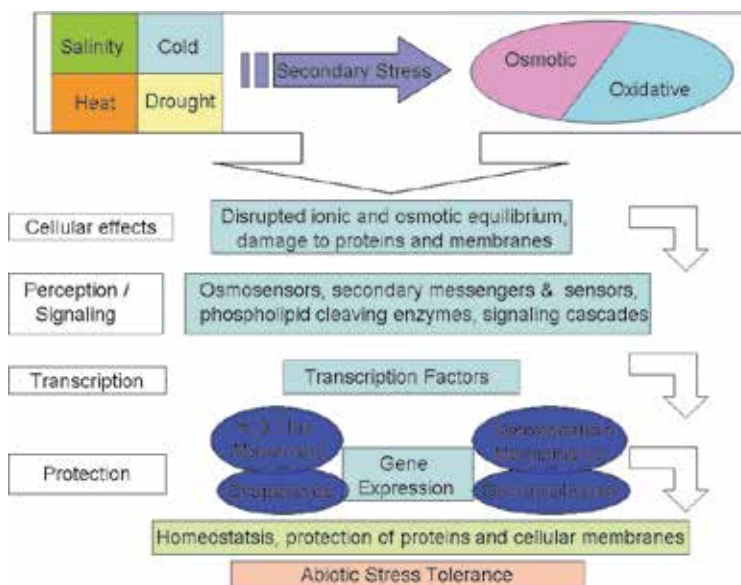 Salinity
Cold
Heat
Drought
Secondary Stress
Osmotic
Oxidative
Cellular effects
Disrupted ionic and osmotic equilibrium,
damage to proteins and membranes
Perception /
Signaling
Osmosensors, secondary messengers & sensors,
phospholipid cleaving enzymes, signaling cascades
Transcription
Transcription Factors
Protection
Gene
Expression
Homeostatsis, protection of proteins and cellular membranes
Abiotic Stress Tolerance